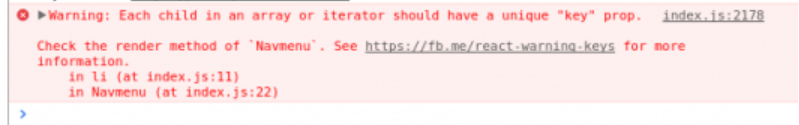 Warning: Each child in an array or iterator should have a unique "key" prop. index.js:2178
Check the render method of `Navmenu`. See https://fb.me/react-warning-keys for more
information.
in li (at index.js:11)
in Navmenu (at index.js:22)